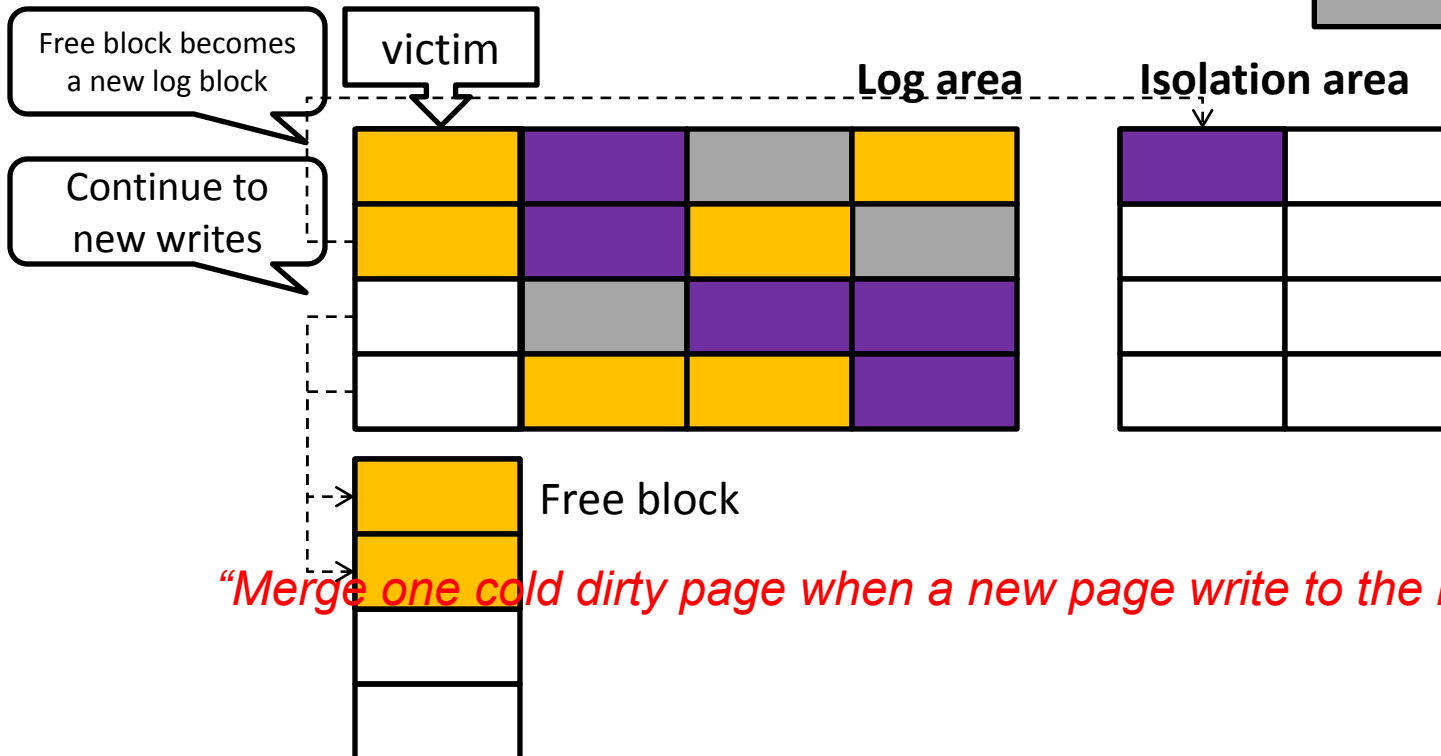 Free block becomes
a new log block
victim
Log area
Isolation area
Continue to
new writes
Free block
“Merge one cold dirty page when a new page write to the